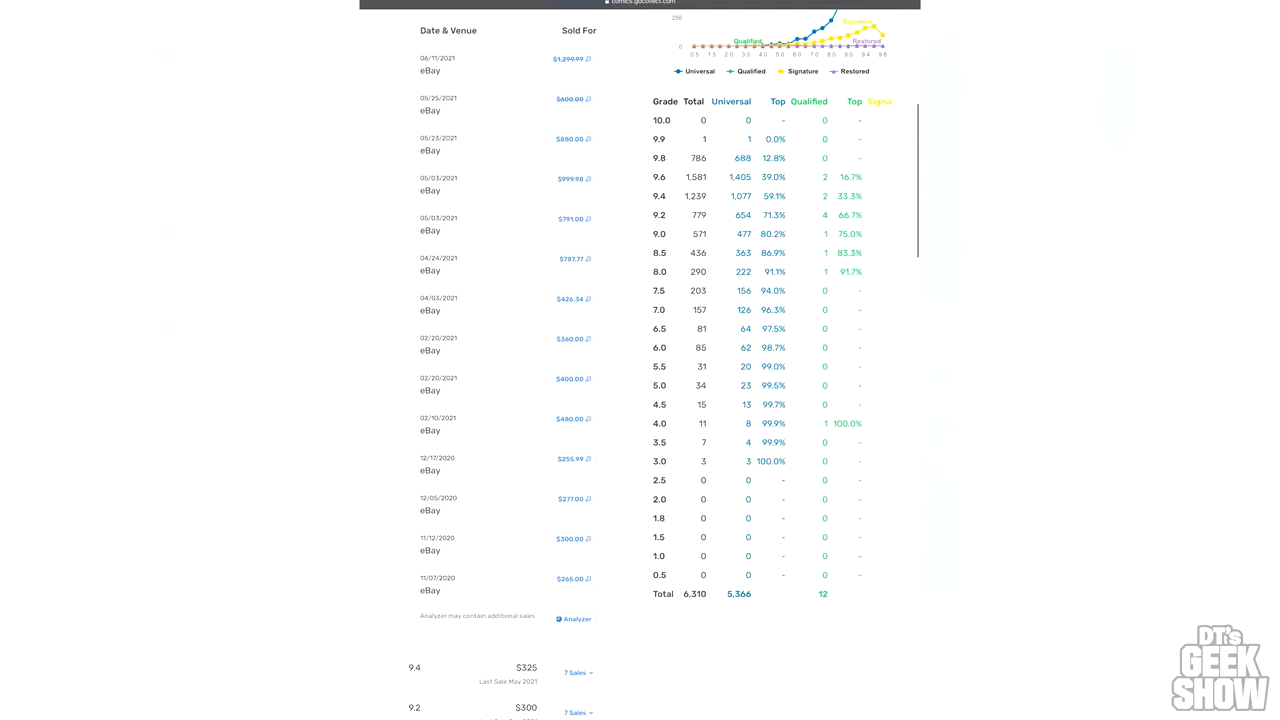 comics.gocollect.com
Date & Venue Sold For
06/11/2021 $1,299.99
eBay
05/25/2021 $600.00
eBay
05/23/2021 $880.00
eBay
05/03/2021 $999.98
eBay
05/03/2021 $791.00
eBay
04/24/2021 $787.77
eBay
04/03/2021 $426.34
eBay
02/20/2021 $360.00
eBay
02/20/2021 $400.00
eBay
02/10/2021 $480.00
eBay
12/17/2020 $255.99
eBay
12/05/2020 $277.00
eBay
11/12/2020 $300.00
eBay
11/07/2020 $265.00
eBay
Analyzer may contain additional sales. Analyzer
9.4 $325 7 Sales
Last Sale May 2021
9.2 $300 7 Sales
250
Signature
Qualified Restored
0
0.5 1.5 2.0 3.0 4.0 5.0 6.0 7.0 8.0 9.0 9.4 9.8
Universal Qualified Signature Restored
Grade Total Universal Top Qualified Top Signa
10.0 0 0 - 0 -
9.9 1 1 0.0% 0 -
9.8 786 688 12.8% 0 -
9.6 1,581 1,405 39.0% 2 16.7%
9.4 1,239 1,077 59.1% 2 33.3%
9.2 779 654 71.3% 4 66.7%
9.0 571 477 80.2% 1 75.0%
8.5 436 363 86.9% 1 83.3%
8.0 290 222 91.1% 1 91.7%
7.5 203 156 94.0% 0 -
7.0 157 126 96.3% 0 -
6.5 81 64 97.5% 0 -
6.0 85 62 98.7% 0 -
5.5 31 20 99.0% 0 -
5.0 34 23 99.5% 0 -
4.5 15 13 99.7% 0 -
4.0 11 8 99.9% 1 100.0%
3.5 7 4 99.9% 0 -
3.0 3 3 100.0% 0 -
2.5 0 0 - 0 -
2.0 0 0 - 0 -
1.8 0 0 - 0 -
1.5 0 0 - 0 -
1.0 0 0 - 0 -
0.5 0 0 - 0 -
Total 6,310 5,366 12
DT's
GEEK
SHOW